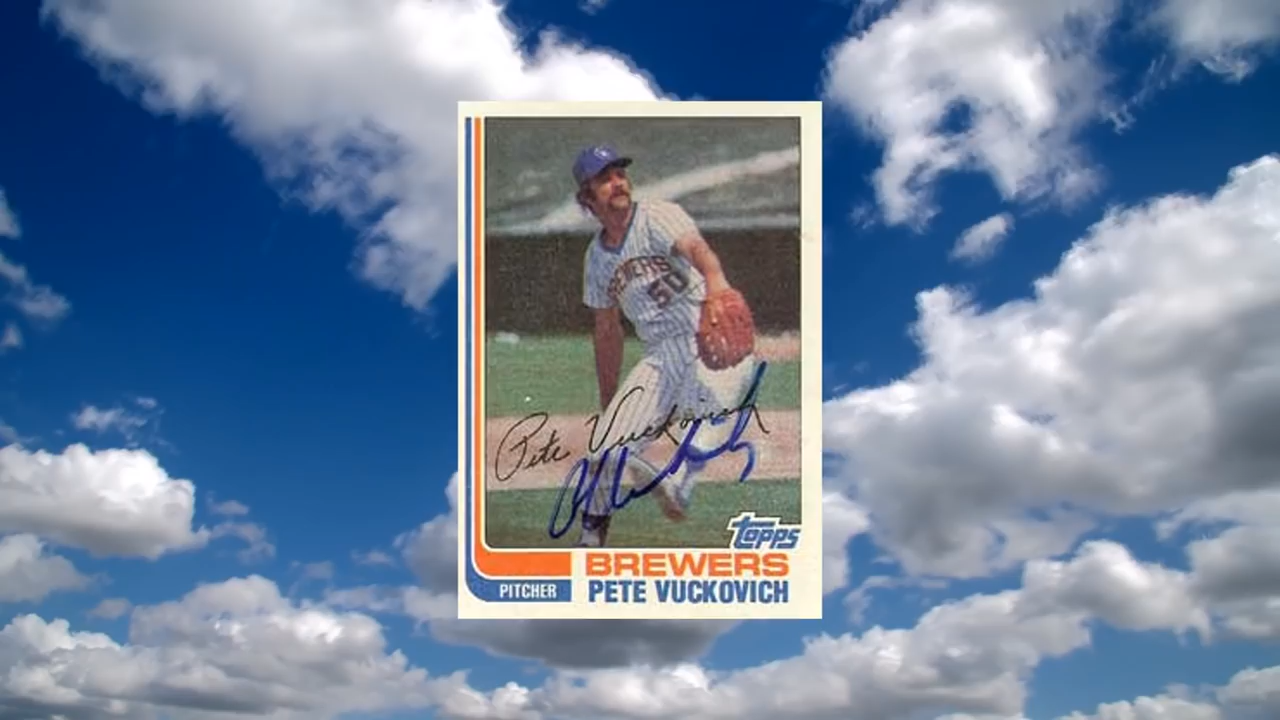 BREWERS
50
Pete Vuckovich
topps
BREWERS
PITCHER
PETE VUCKOVICH